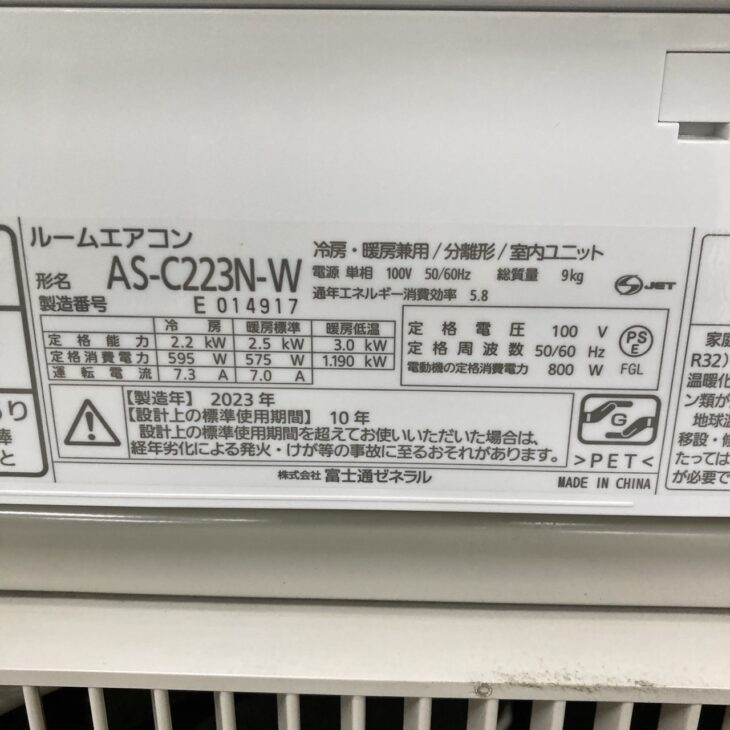 ルームエアコン
形名 AS-C223N-W
製造番号 E 014917
冷房・暖房兼用/分離形/室内ユニット
電源 単相 100V 50/60Hz 総質量 9kg
通年エネルギー消費効率 5.8
JET
冷房 暖房標準 暖房低温
定格能力 2.2 kW 2.5 kW 3.0 kW
定格消費電力 595 W 575 W 1.190 kW
運転電流 7.3 A 7.0 A
定格電圧 100 V
定格周波数 50/60 Hz
電動機の定格消費電力 800 W
PS
E
FGL
【製造年】 2023 年
【設計上の標準使用期間】 10 年
設計上の標準使用期間を超えてお使いいただいた場合は、
経年劣化による発火・けが等の事故に至るおそれがあります。
G
>PET<
株式会社 富士通ゼネラル
MADE IN CHINA
り
棒
と
家庭
R32)
温暖化
ン類が
地球温
移設・修
たっては
が必要で